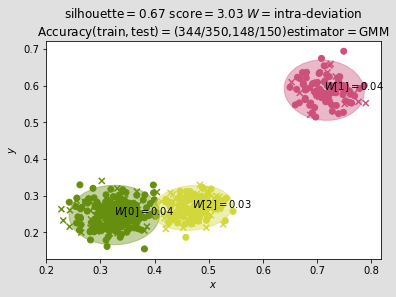 silhouette = 0.67 score = 3.03 W = intra-deviation
Accuracy(train, test) = (344/350,148/150)estimator = GMM
0.7
0.6
0.5
0.4
0.3
0.2
y
W[1]=0.04
W[2]=0.03
W[0]=0.04
0.2 0.3 0.4 0.5 0.6 0.7 0.8
x